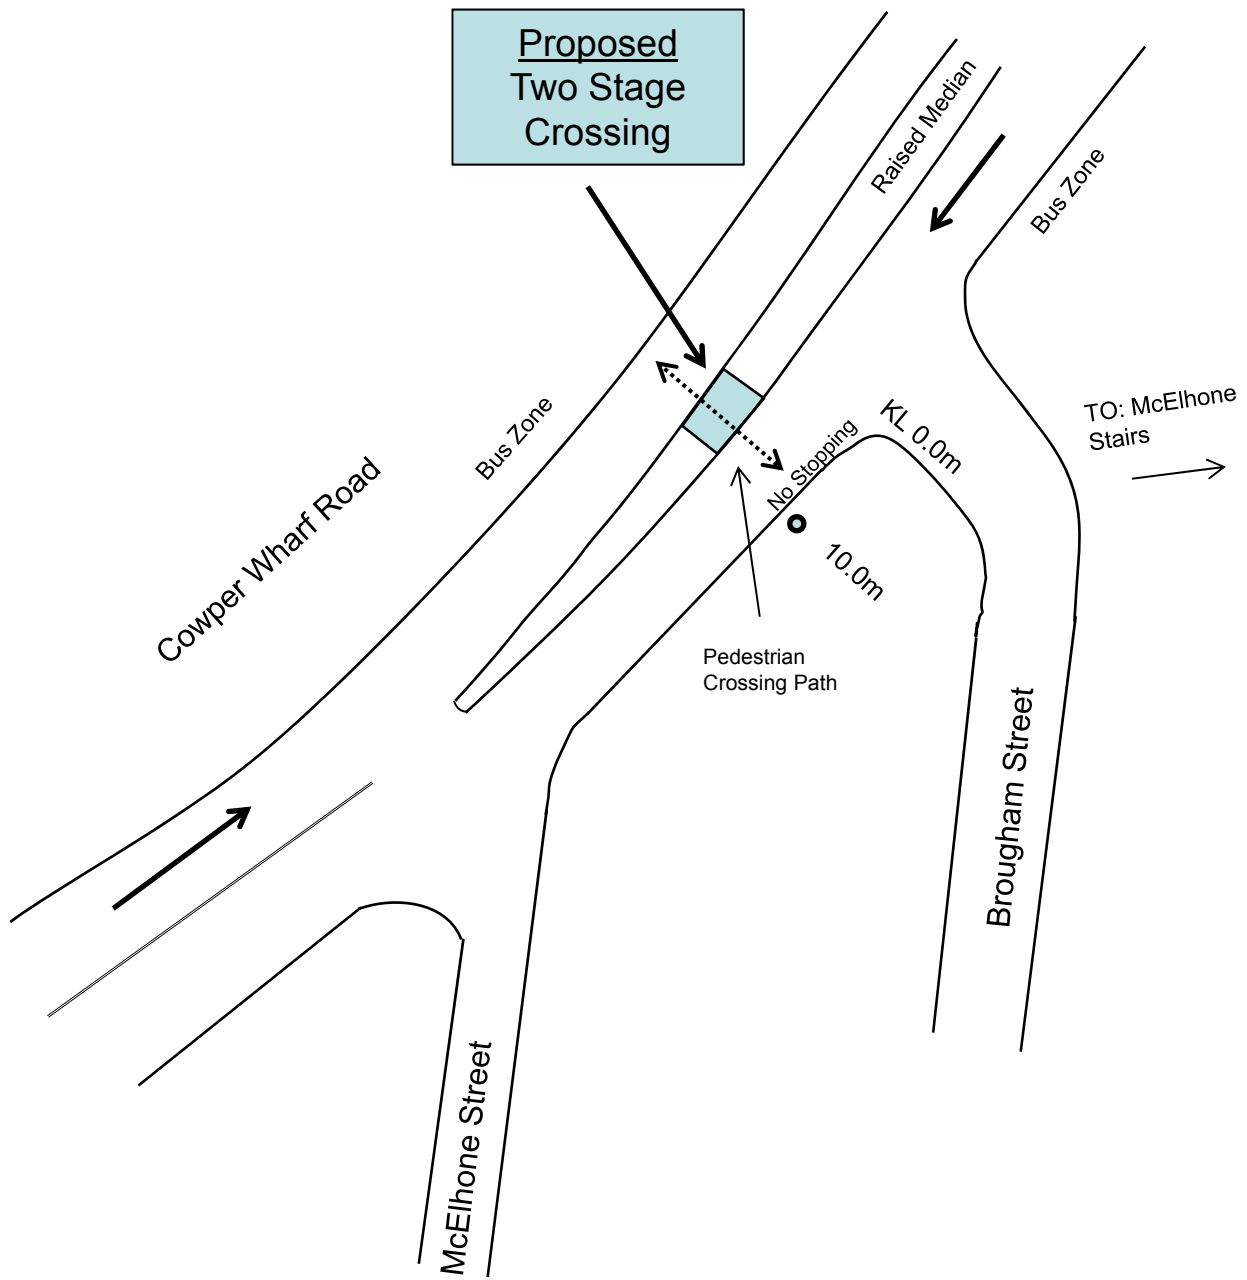 Proposed
Two Stage
Crossing
Raised Median
Bus Zone
TO: McElhone
Stairs
KL 0.0m
No Stopping
Bus Zone
Cowper Wharf Road
10.0m
Pedestrian
Crossing Path
Brougham Street
McElhone Street